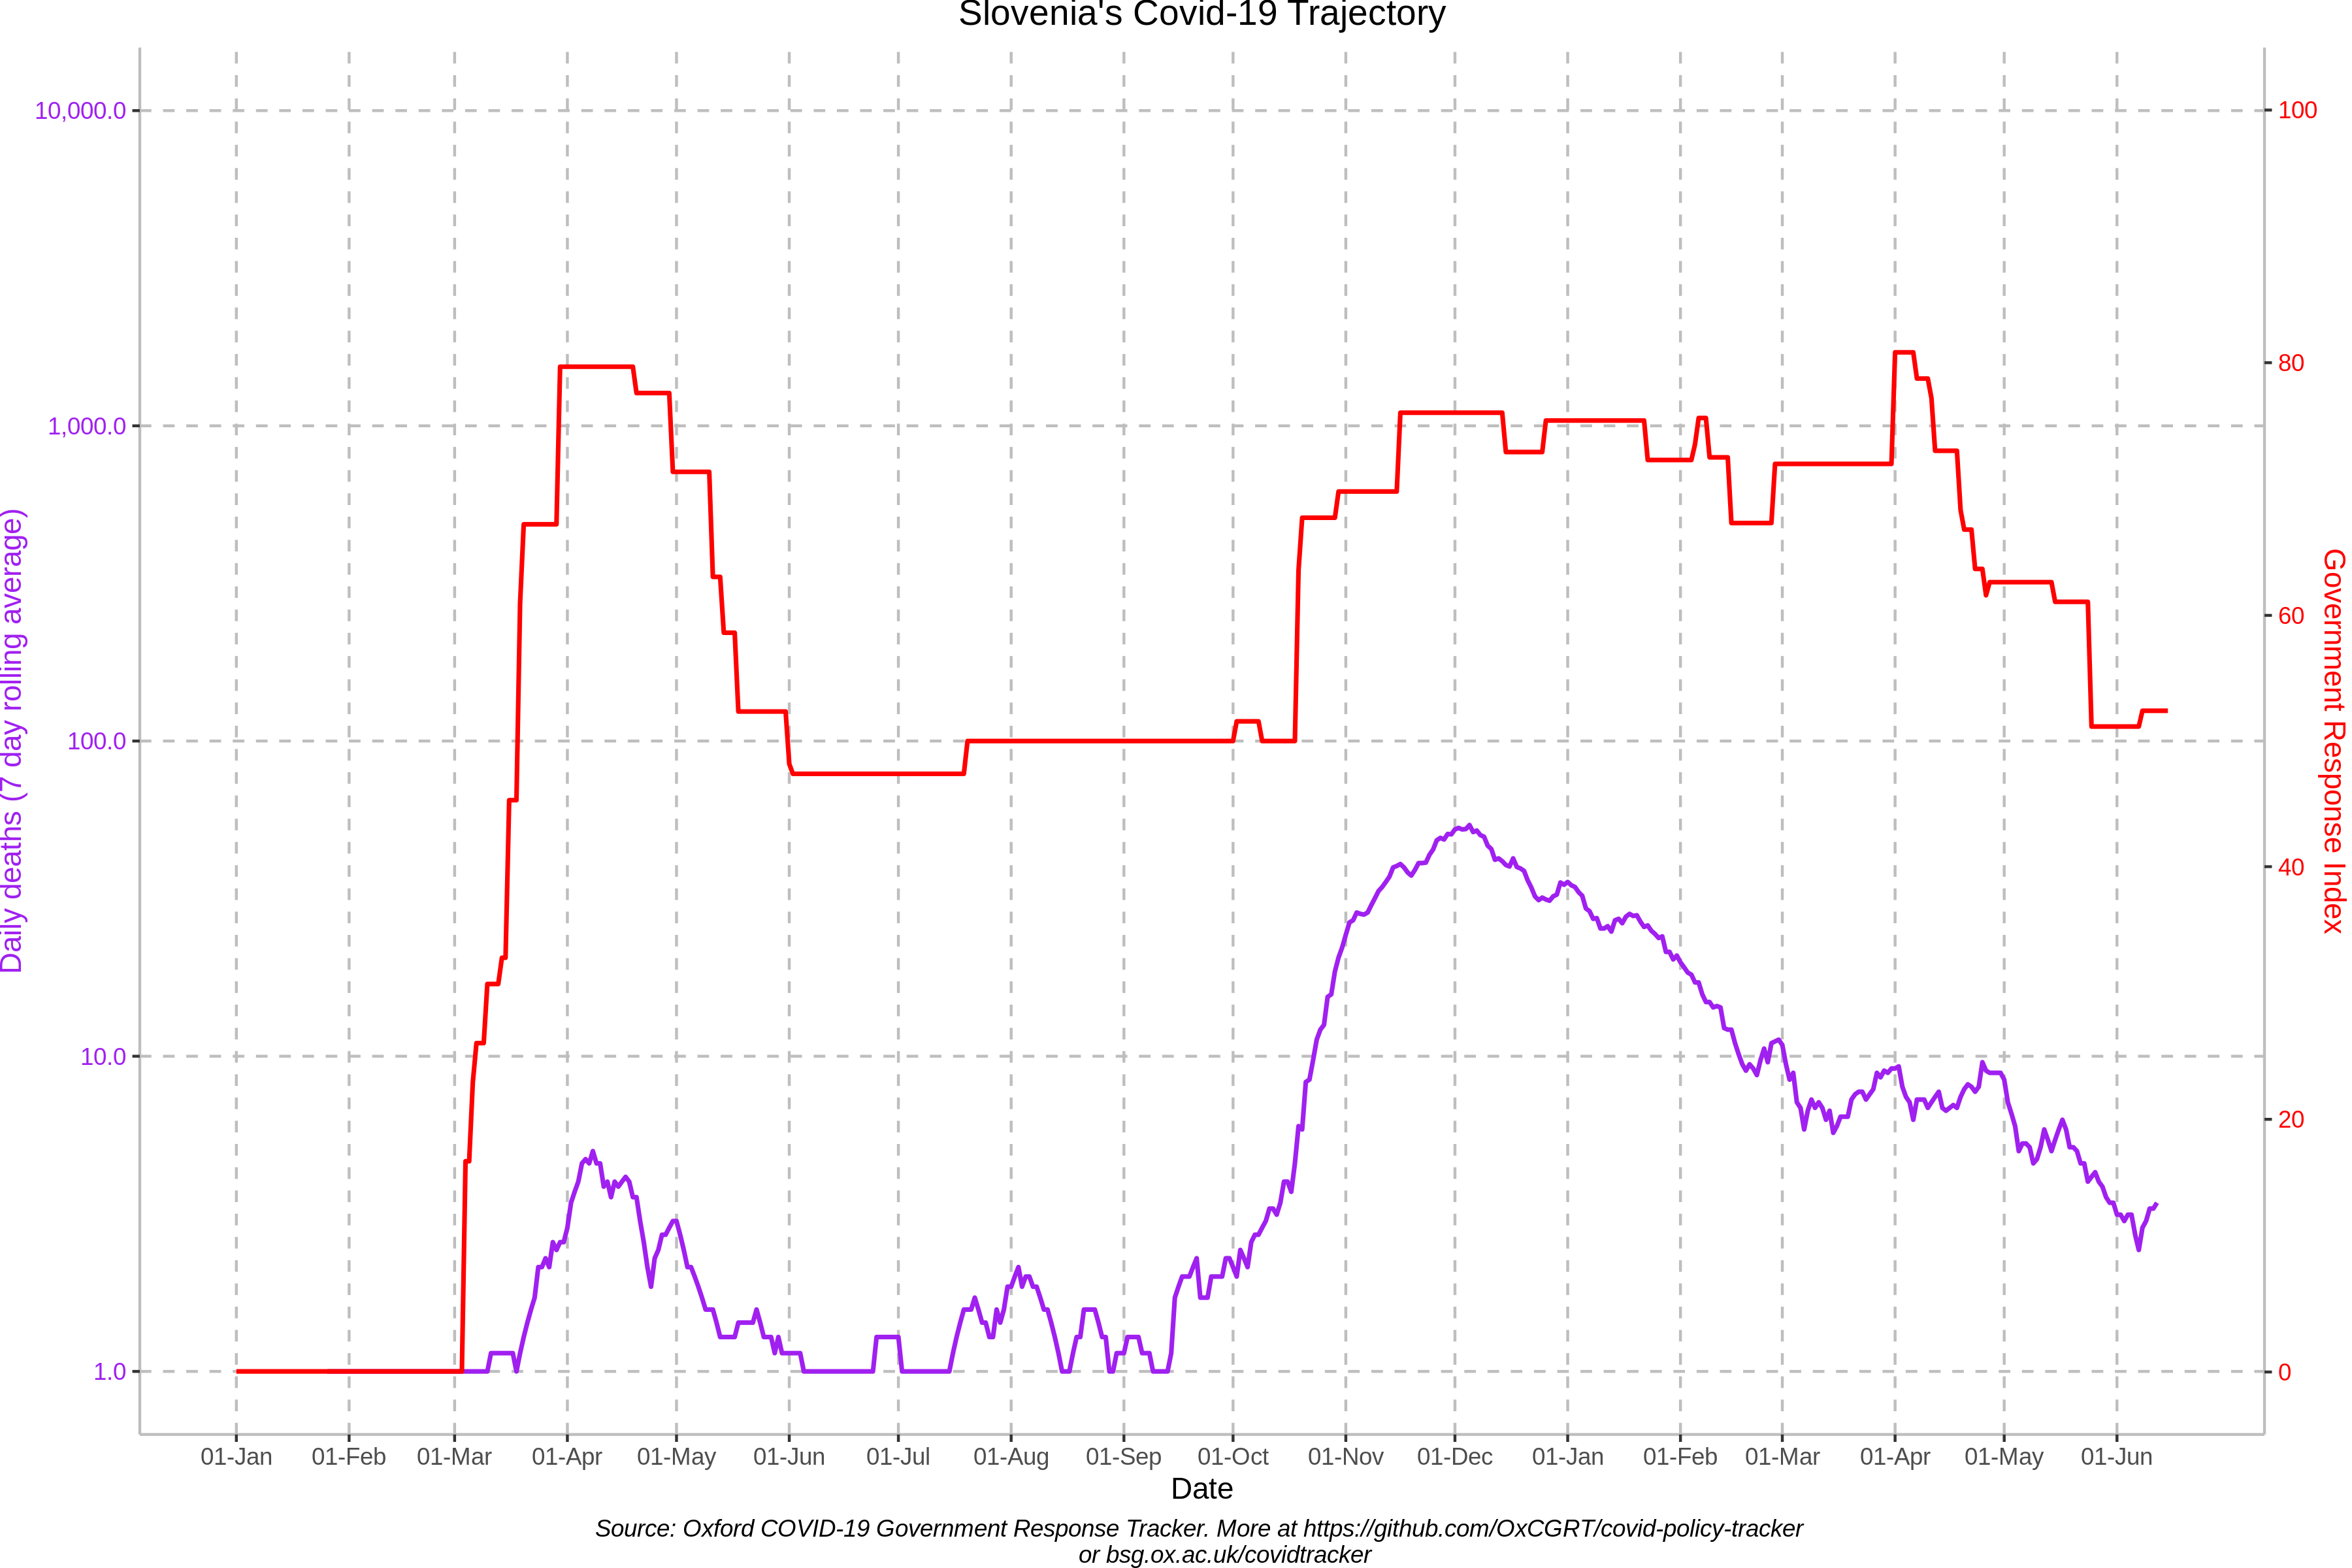 Slovenia's Covid-19 Trajectory
10,000.0
1,000.0
100.0
10.0
1.0
Daily deaths (7 day rolling average)
100
80
60
40
20
0
Government Response Index
01-Jan 01-Feb 01-Mar 01-Apr 01-May 01-Jun 01-Jul 01-Aug 01-Sep 01-Oct 01-Nov 01-Dec 01-Jan 01-Feb 01-Mar 01-Apr 01-May 01-Jun
Date
Source: Oxford COVID-19 Government Response Tracker. More at https://github.com/OxCGRT/covid-policy-tracker
or bsg.ox.ac.uk/covidtracker